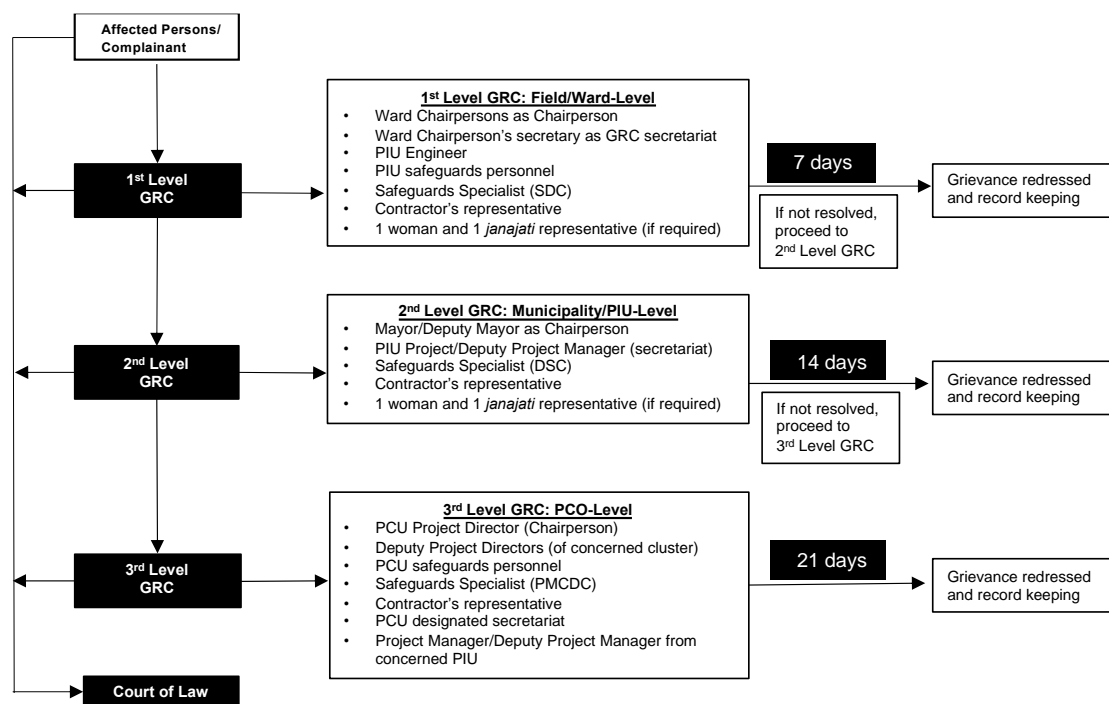 Affected Persons/
Complainant
1st Level
GRC
1st Level GRC: Field/Ward-Level
• Ward Chairpersons as Chairperson
• Ward Chairperson’s secretary as GRC secretariat
• PIU Engineer
• PIU safeguards personnel
• Safeguards Specialist (SDC)
• Contractor’s representative
• 1 woman and 1 janajati representative (if required)
7 days
If not resolved,
proceed to
2nd Level GRC
Grievance redressed
and record keeping
2nd Level
GRC
2nd Level GRC: Municipality/PIU-Level
• Mayor/Deputy Mayor as Chairperson
• PIU Project/Deputy Project Manager (secretariat)
• Safeguards Specialist (DSC)
• Contractor’s representative
• 1 woman and 1 janajati representative (if required)
14 days
If not resolved,
proceed to
3rd Level GRC
Grievance redressed
and record keeping
3rd Level
GRC
3rd Level GRC: PCO-Level
• PCU Project Director (Chairperson)
• Deputy Project Directors (of concerned cluster)
• PCU safeguards personnel
• Safeguards Specialist (PMCDC)
• Contractor’s representative
• PCU designated secretariat
• Project Manager/Deputy Project Manager from
concerned PIU
21 days
Grievance redressed
and record keeping
Court of Law